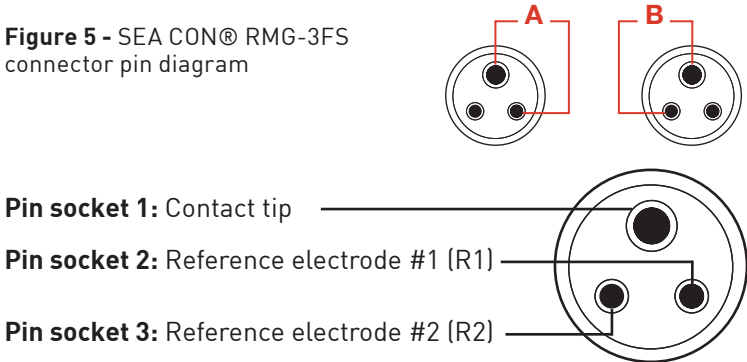 Figure 5 - SEA CON® RMG-3FS
connector pin diagram
A
B
Pin socket 1: Contact tip
Pin socket 2: Reference electrode #1 (R1)
Pin socket 3: Reference electrode #2 (R2)